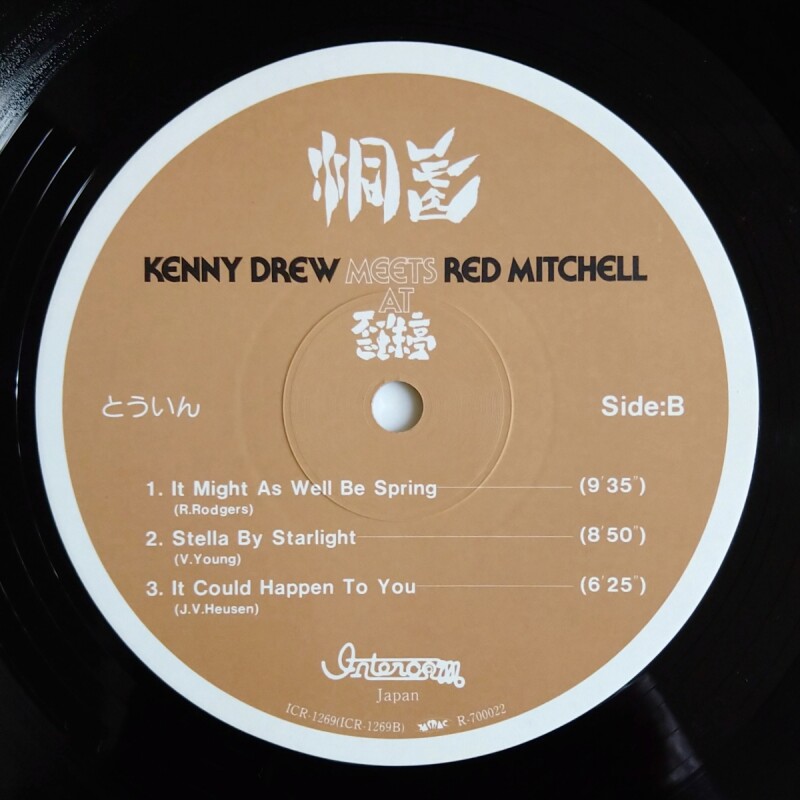 KENNY DREW MEETS RED MITCHELL
AT
とういん
Side:B
1. It Might As Well Be Spring (9'35")
(R.Rodgers)
2. Stella By Starlight (8'50")
(V.Young)
3. It Could Happen To You (6'25")
(J.V.Heusen)
Japan
ICR-1269(ICR-1269B) R-700022